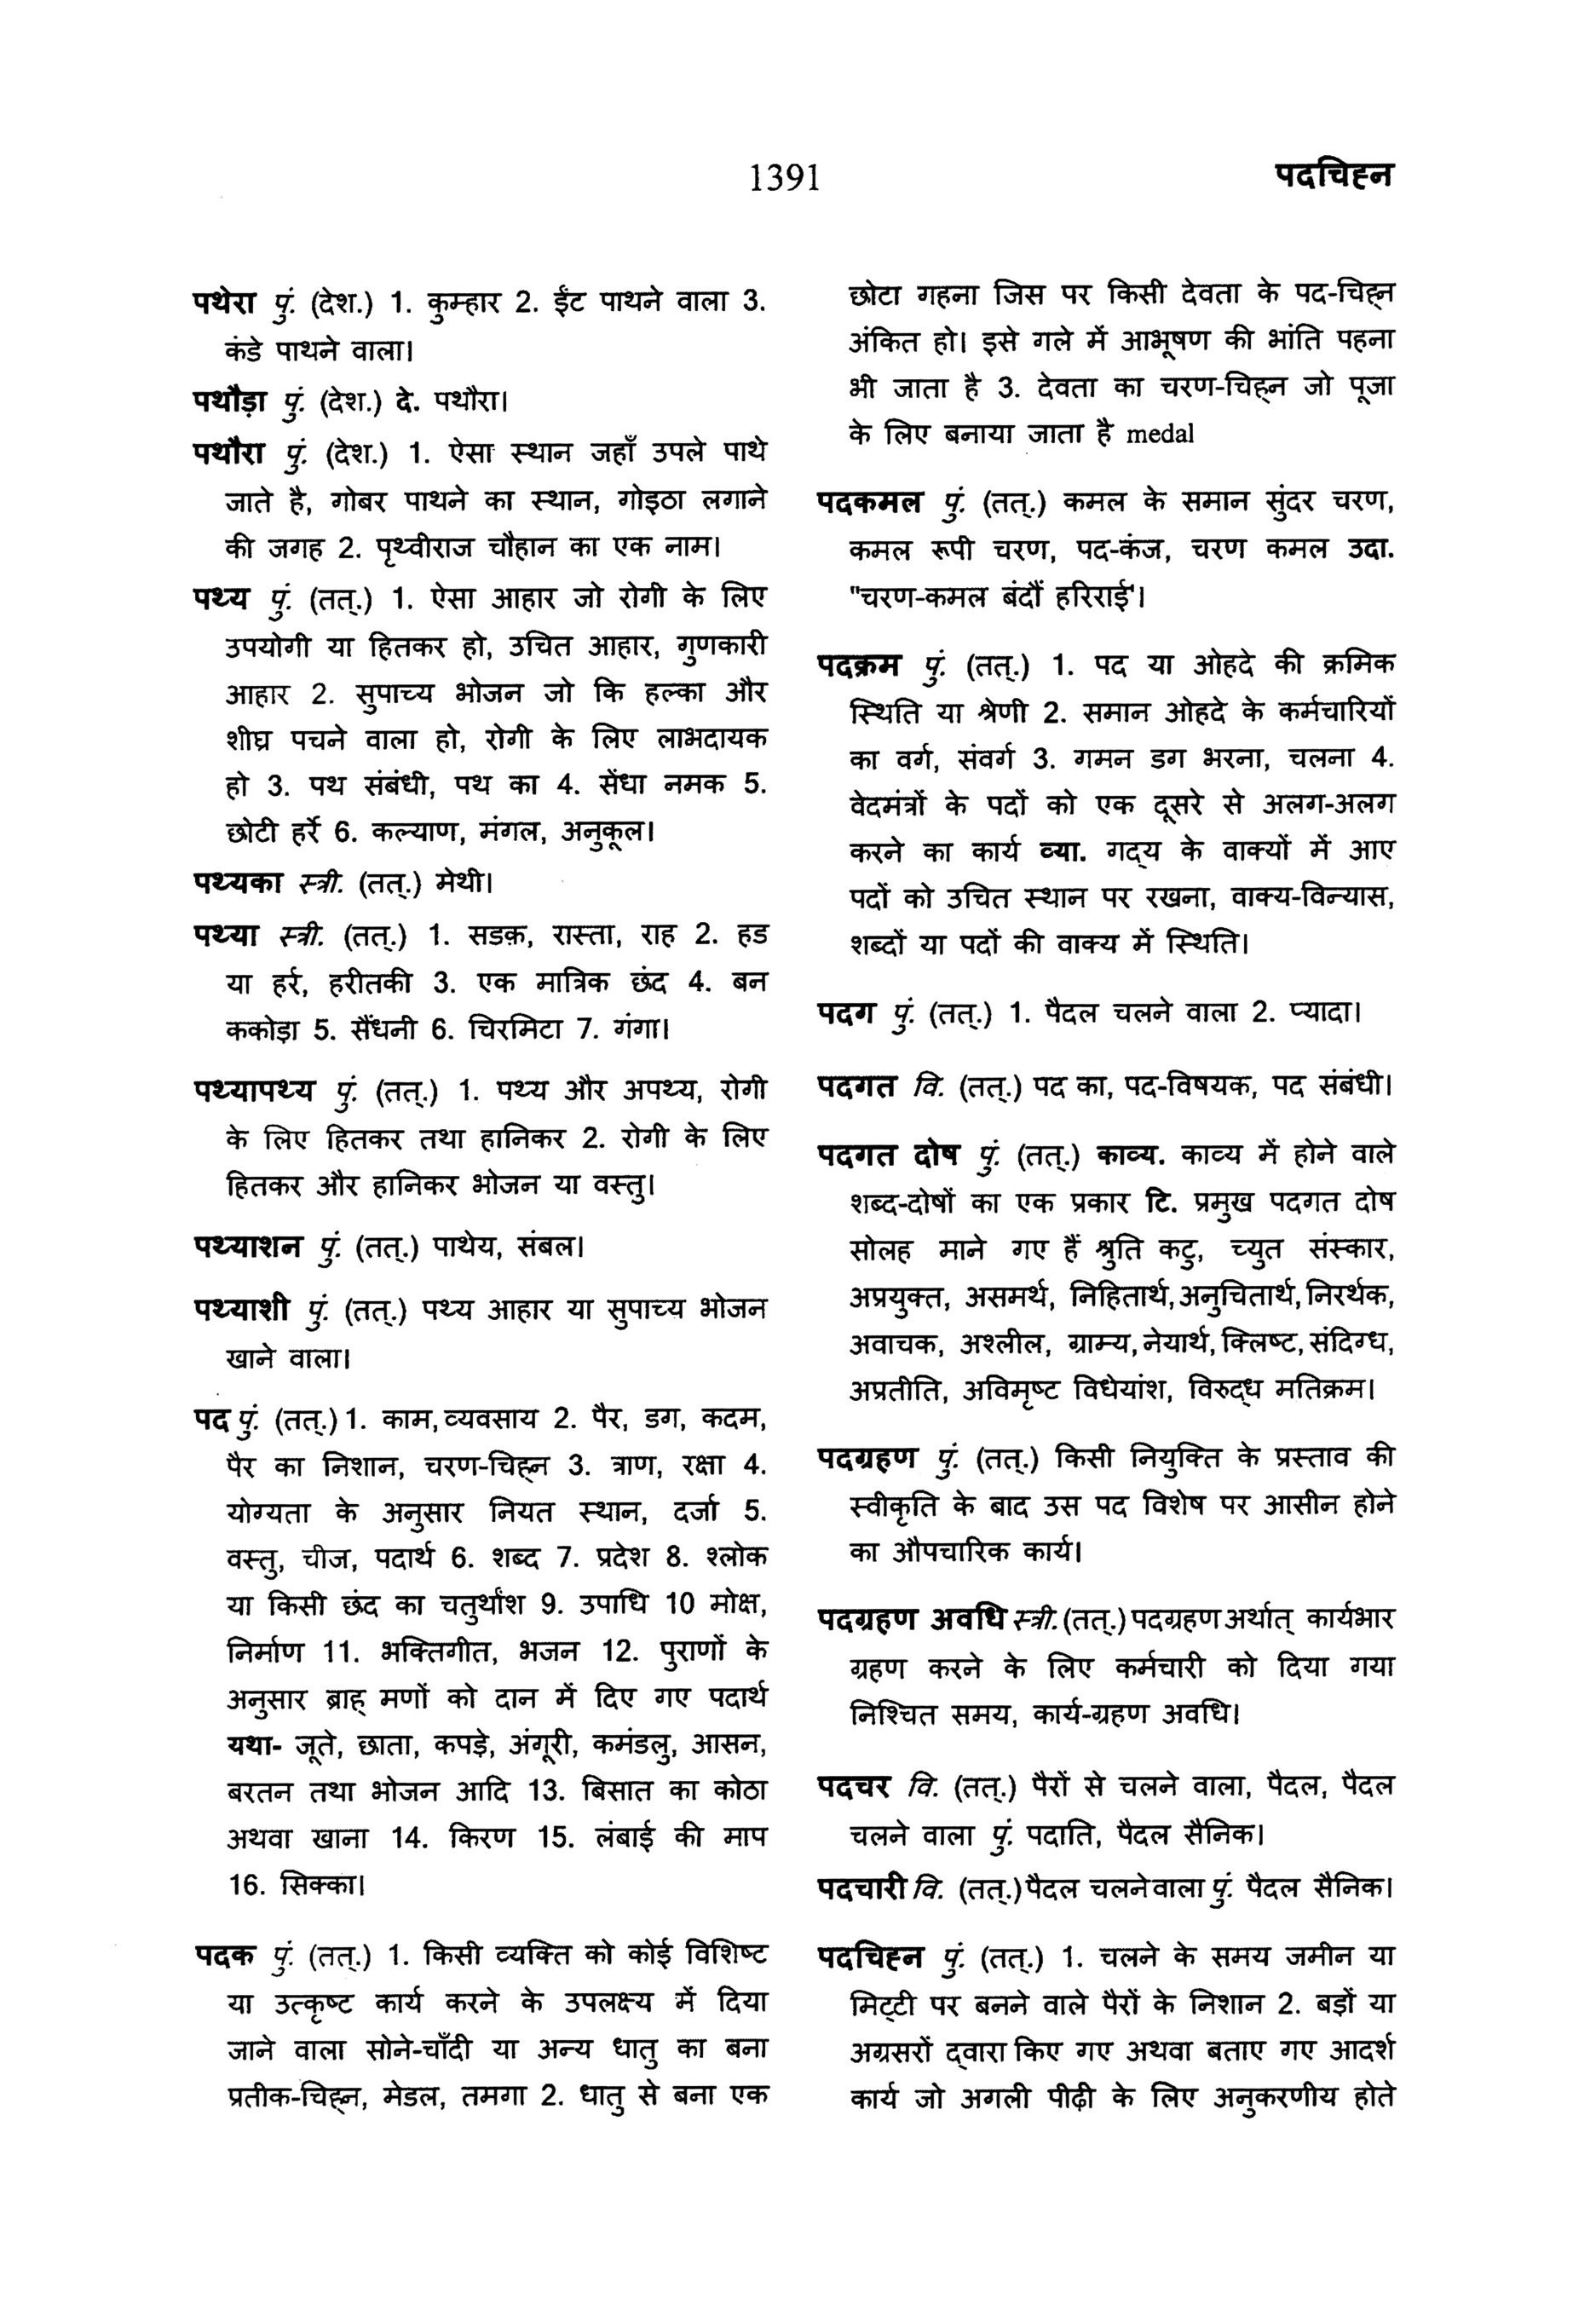 1391
पदचिह्न
पथेरा पुं. (देश.) 1. कुम्हार 2. ईंट पाथने वाला 3.
कंडे पाथने वाला।
पथौड़ा पुं. (देश.) दे. पथौरा।
पथौरा पुं. (देश.) 1. ऐसा स्थान जहाँ उपले पाथे
जाते है, गोबर पाथने का स्थान, गोइठा लगाने
की जगह 2. पृथ्वीराज चौहान का एक नाम।
पथ्य पुं. (तत्.) 1. ऐसा आहार जो रोगी के लिए
उपयोगी या हितकर हो, उचित आहार, गुणकारी
आहार 2. सुपाच्य भोजन जो कि हल्का और
शीघ्र पचने वाला हो, रोगी के लिए लाभदायक
हो 3. पथ संबंधी, पथ का 4. सेंधा नमक 5.
छोटी हर्रे 6. कल्याण, मंगल, अनुकूल।
पथ्यका स्त्री. (तत्.) मेथी।
पथ्या स्त्री. (तत्.) 1. सडक़, रास्ता, राह 2. हड
या हर्र, हरीतकी 3. एक मात्रिक छंद 4. बन
ककोड़ा 5. सैंधनी 6. चिरमिटा 7. गंगा।
पथ्यापथ्य पुं. (तत्.) 1. पथ्य और अपथ्य, रोगी
के लिए हितकर तथा हानिकर 2. रोगी के लिए
हितकर और हानिकर भोजन या वस्तु।
पथ्याशन पुं. (तत्.) पाथेय, संबल।
पथ्याशी पुं. (तत्.) पथ्य आहार या सुपाच्य भोजन
खाने वाला।
पद पुं. (तत्.) 1. काम, व्यवसाय 2. पैर, डग, कदम,
पैर का निशान, चरण-चिह्न 3. त्राण, रक्षा 4.
योग्यता के अनुसार नियत स्थान, दर्जा 5.
वस्तु, चीज, पदार्थ 6. शब्द 7. प्रदेश 8. श्लोक
या किसी छंद का चतुर्थांश 9. उपाधि 10 मोक्ष,
निर्माण 11. भक्तिगीत, भजन 12. पुराणों के
अनुसार ब्राह् मणों को दान में दिए गए पदार्थ
यथा- जूते, छाता, कपड़े, अंगूरी, कमंडलु, आसन,
बरतन तथा भोजन आदि 13. बिसात का कोठा
अथवा खाना 14. किरण 15. लंबाई की माप
16. सिक्का।
पदक पुं. (तत्.) 1. किसी व्यक्ति को कोई विशिष्ट
या उत्कृष्ट कार्य करने के उपलक्ष्य में दिया
जाने वाला सोने-चाँदी या अन्य धातु का बना
प्रतीक-चिह्न, मेडल, तमगा 2. धातु से बना एक
छोटा गहना जिस पर किसी देवता के पद-चिह्न
अंकित हो। इसे गले में आभूषण की भांति पहना
भी जाता है 3. देवता का चरण-चिह्न जो पूजा
के लिए बनाया जाता है medal
पदकमल पुं. (तत्.) कमल के समान सुंदर चरण,
कमल रूपी चरण, पद-कंज, चरण कमल उदा.
"चरण-कमल बंदौं हरिराई'।
पदक्रम पुं. (तत्.) 1. पद या ओहदे की क्रमिक
स्थिति या श्रेणी 2. समान ओहदे के कर्मचारियों
का वर्ग, संवर्ग 3. गमन डग भरना, चलना 4.
वेदमंत्रों के पदों को एक दूसरे से अलग-अलग
करने का कार्य व्या. गद्‌य के वाक्यों में आए
पदों को उचित स्थान पर रखना, वाक्य-विन्यास,
शब्दों या पदों की वाक्य में स्थिति।
पदग पुं. (तत्.) 1. पैदल चलने वाला 2. प्यादा।
पदगत वि. (तत्.) पद का, पद-विषयक, पद संबंधी।
पदगत दोष पुं. (तत्.) काव्य. काव्य में होने वाले
शब्द-दोषों का एक प्रकार टि. प्रमुख पदगत दोष
सोलह माने गए हैं श्रुति कटु, च्युत संस्कार,
अप्रयुक्त, असमर्थ, निहितार्थ, अनुचितार्थ, निरर्थक,
अवाचक, अश्लील, ग्राम्य, नेयार्थ, क्लिष्ट, संदिग्ध,
अप्रतीति, अविमृष्ट विधेयांश, विरुद्‌ध मतिक्रम।
पदग्रहण पुं. (तत्.) किसी नियुक्ति के प्रस्ताव की
स्वीकृति के बाद उस पद विशेष पर आसीन होने
का औपचारिक कार्य।
पदग्रहण अवधि स्त्री. (तत्.) पदग्रहण अर्थात् कार्यभार
ग्रहण करने के लिए कर्मचारी को दिया गया
निश्चित समय, कार्य-ग्रहण अवधि।
पदचर वि. (तत्.) पैरों से चलने वाला, पैदल, पैदल
चलने वाला पुं. पदाति, पैदल सैनिक।
पदचारी वि. (तत्.) पैदल चलने वाला पुं. पैदल सैनिक।
पदचिह्न पुं. (तत्.) 1. चलने के समय जमीन या
मिट्‌टी पर बनने वाले पैरों के निशान 2. बड़ों या
अग्रसरों द्‌वारा किए गए अथवा बताए गए आदर्श
कार्य जो अगली पीढ़ी के लिए अनुकरणीय होते